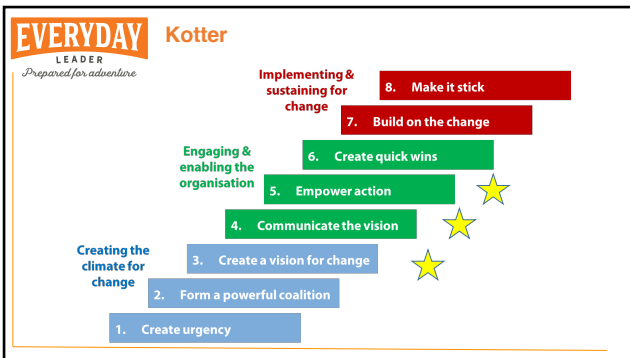 EVERYDAY
LEADER
Prepared for adventure
Kotter
Implementing &
sustaining for
change
8. Make it stick
7. Build on the change
Engaging &
enabling the
organisation
6. Create quick wins
5. Empower action
4. Communicate the vision
Creating the
climate for
change
3. Create a vision for change
2. Form a powerful coalition
1. Create urgency